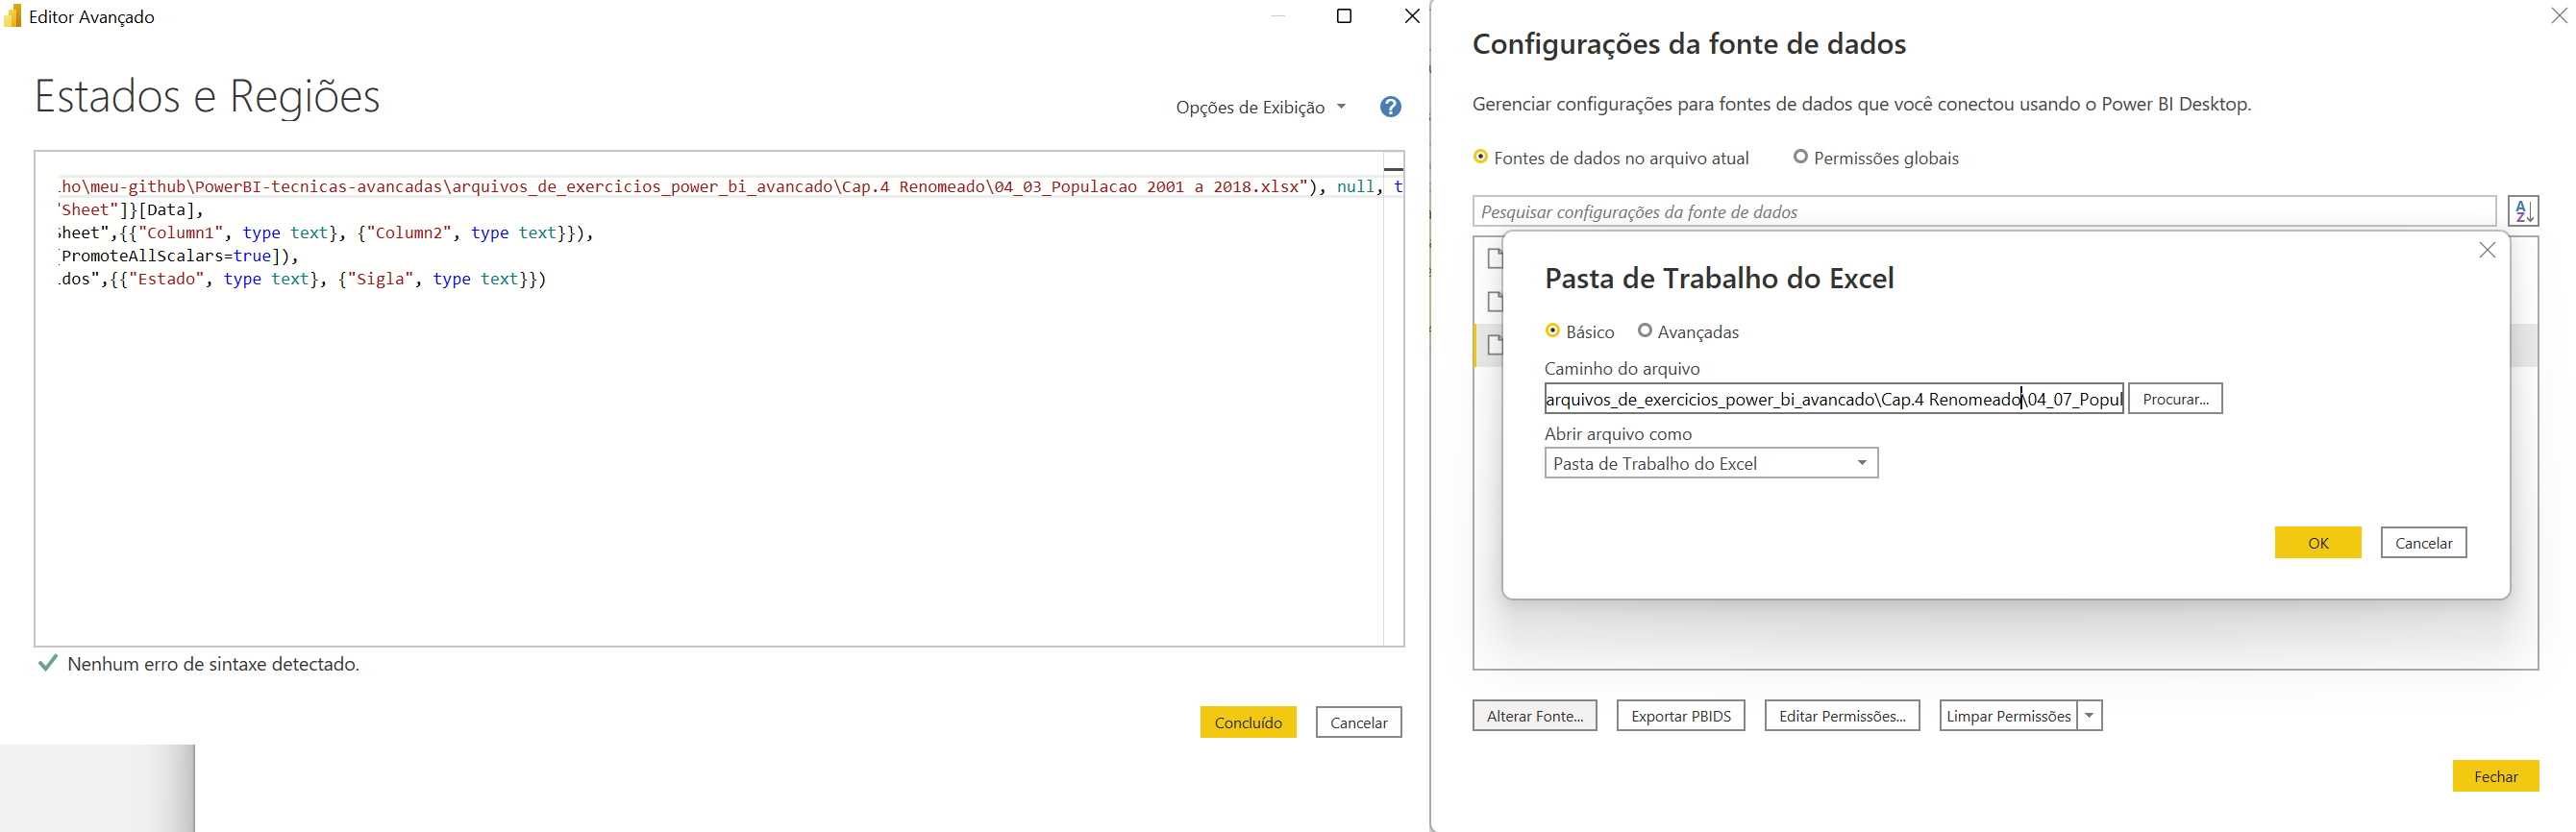 Editor Avançado
Estados e Regiões
Opções de Exibição
?
ho\meu-github\PowerBI-tecnicas-avancadas\arquivos_de_exercicios_power_bi_avancado\Cap.4 Renomeado\04_03_Populacao 2001 a 2018.xlsx"), null, t
Sheet"]}[Data],
heet",{{"Column1", type text}, {"Column2", type text}}),
PromoteAllScalars=true]),
dos",{{"Estado", type text}, {"Sigla", type text}})
Nenhum erro de sintaxe detectado.
Concluído
Cancelar
Configurações da fonte de dados
Gerenciar configurações para fontes de dados que você conectou usando o Power BI Desktop.
Fontes de dados no arquivo atual
Permissões globais
Pesquisar configurações da fonte de dados
AZ
Pasta de Trabalho do Excel
Básico
Avançadas
Caminho do arquivo
arquivos_de_exercicios_power_bi_avancado\Cap.4 Renomeado\04_07_Popul
Procurar...
Abrir arquivo como
Pasta de Trabalho do Excel
OK
Cancelar
Alterar Fonte...
Exportar PBIDS
Editar Permissões...
Limpar Permissões
Fechar